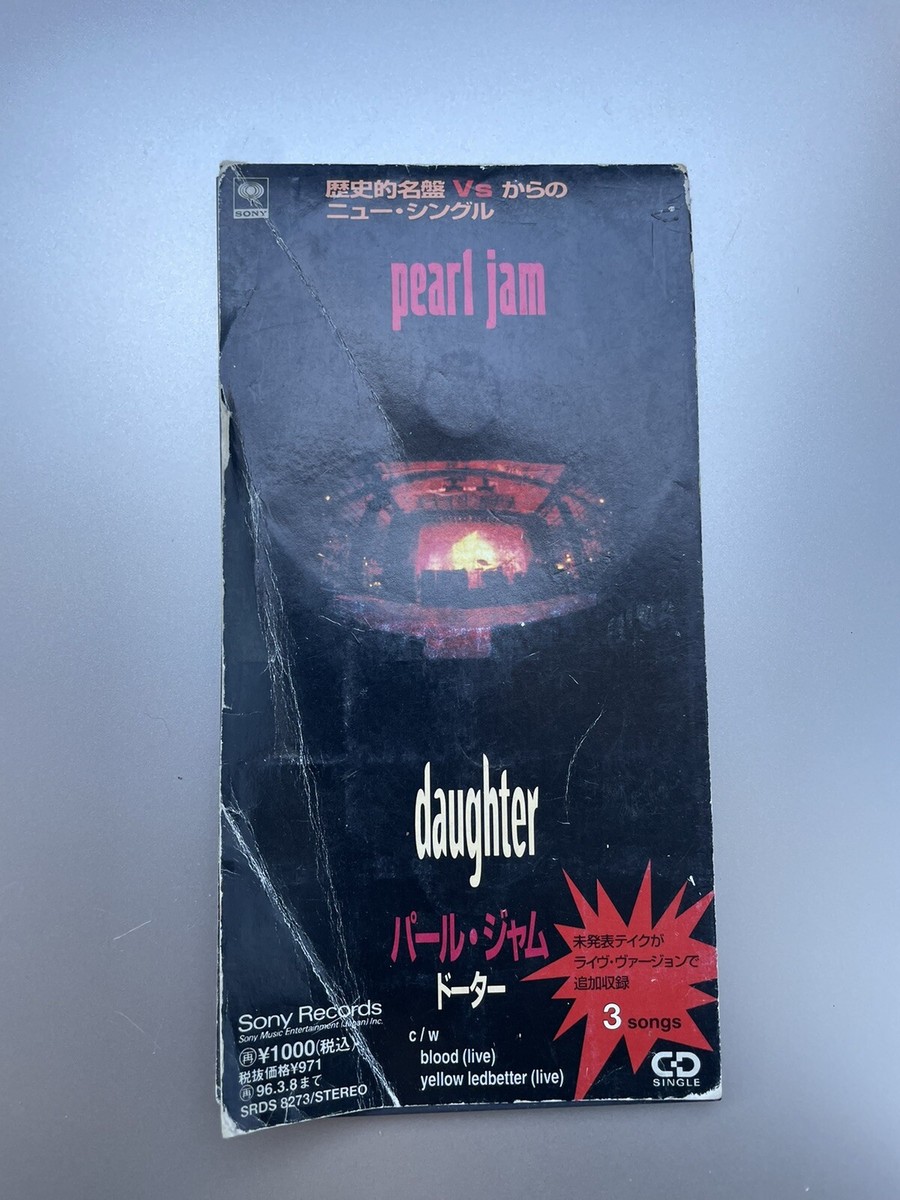 SONY
歴史的名盤 Vs からの
ニュー・シングル
pearl jam
daughter
パール・ジャム
ドーター
未発表テイクが
ライヴ・ヴァージョンで
追加収録
3 songs
Sony Records
Sony Music Entertainment (Japan) Inc.
再 ¥1000(税込)
税抜価格¥971
再 96.3.8まで
SRDS 8273/STEREO
c/w
blood (live)
yellow ledbetter (live)
CD
SINGLE